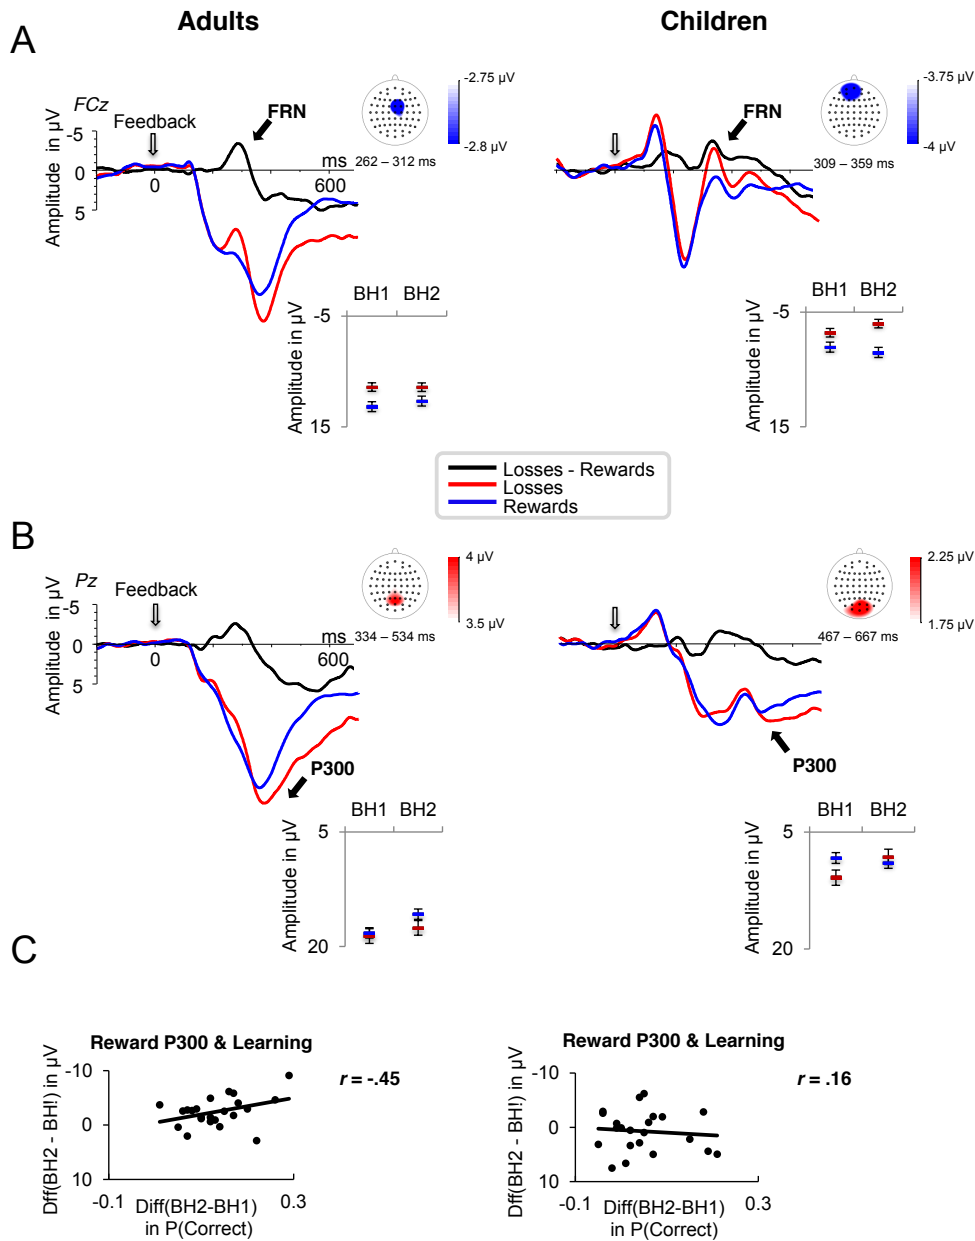 Adults
Children
A
FCz
Feedback
FRN
-2.75 µV
-2.8 µV
262 – 312 ms
ms
Amplitude in µV
-5
0
5
0
600
FRN
-3.75 µV
-4 µV
309 – 359 ms
BH1 BH2
Amplitude in µV
-5
15
BH1 BH2
Amplitude in µV
-5
15
Losses - Rewards
Losses
Rewards
B
Pz
Feedback
4 µV
3.5 µV
334 – 534 ms
ms
Amplitude in µV
-5
0
5
0
600
P300
2.25 µV
1.75 µV
467 – 667 ms
P300
BH1 BH2
Amplitude in µV
5
20
BH1 BH2
Amplitude in µV
5
20
C
Reward P300 & Learning
r = -.45
Dff(BH2 - BH!) in µV
-10
0
10
-0.1
0.3
Diff(BH2-BH1)
in P(Correct)
Reward P300 & Learning
r = .16
Dff(BH2 - BH!) in µV
-10
0
10
-0.1
0.3
Diff(BH2-BH1)
in P(Correct)